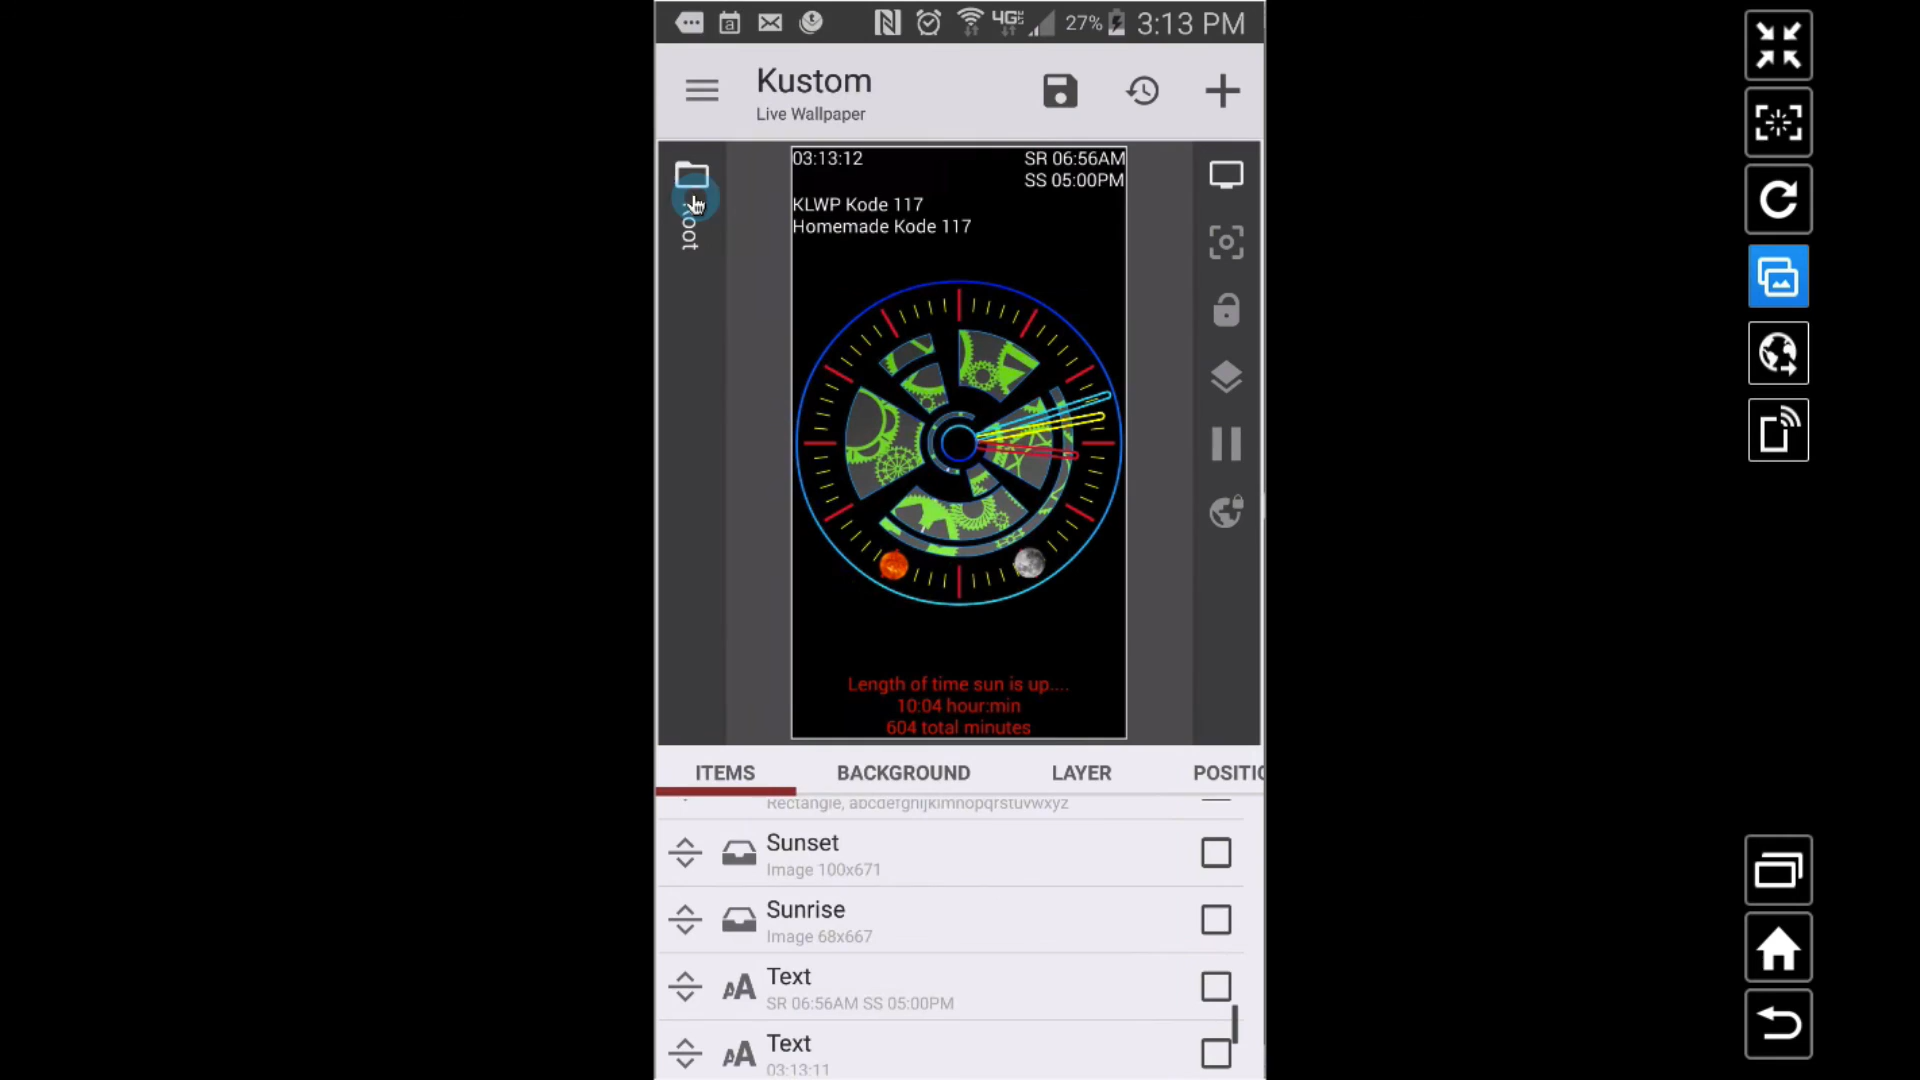 4G
27%
3:13 PM
Kustom
Live Wallpaper
Root
03:13:12
SR 06:56AM
SS 05:00PM
KLWP Kode 117
Homemade Kode 117
Length of time sun is up....
10:04 hour:min
604 total minutes
ITEMS
BACKGROUND
LAYER
POSITIO
Rectangle, abcdefghijklmnopqrstuvwxyz
Sunset
Image 100x671
Sunrise
Image 68x667
Text
SR 06:56AM SS 05:00PM
Text
03:13:11